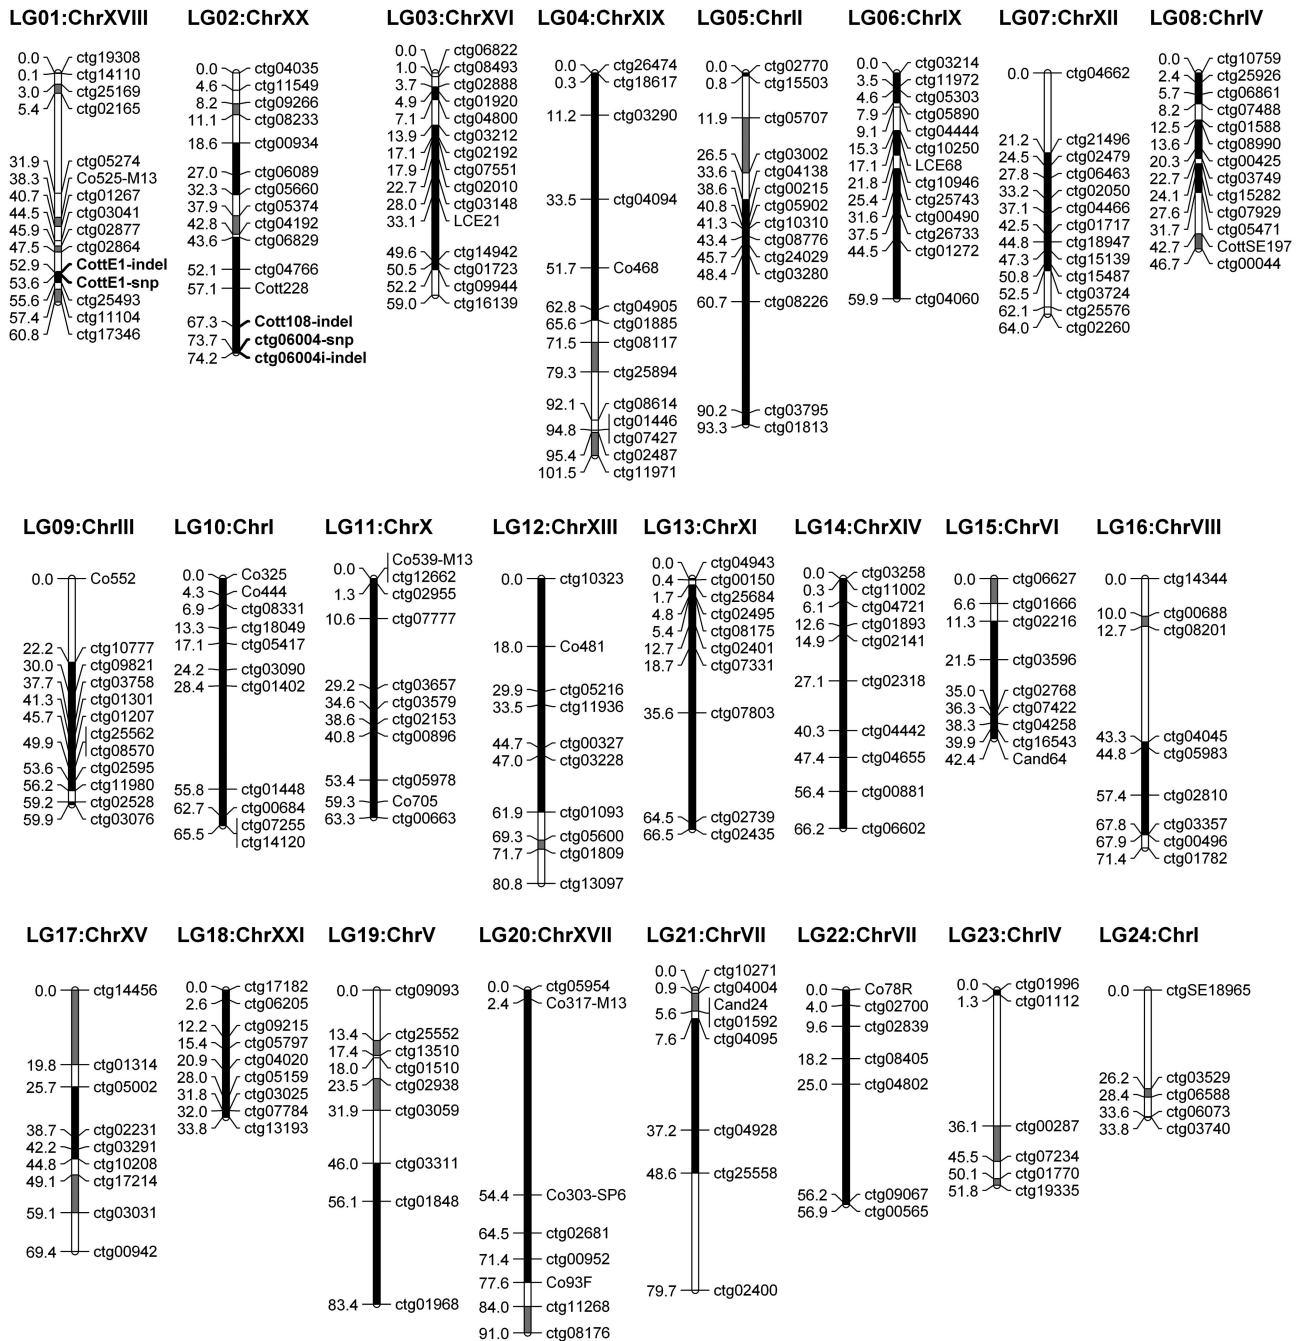 LG01:ChrXVIII
0.0 ctg19308
0.1 ctg14110
3.0 ctg25169
5.4 ctg02165
31.9 ctg05274
38.3 Co525-M13
40.7 ctg01267
44.5 ctg03041
45.9 ctg02877
47.5 ctg02864
52.9 CottE1-indel
53.6 CottE1-snp
55.6 ctg25493
57.4 ctg11104
60.8 ctg17346
LG02:ChrXX
0.0 ctg04035
4.6 ctg11549
8.2 ctg09266
11.1 ctg08233
18.6 ctg00934
27.0 ctg06089
32.3 ctg05660
37.9 ctg05374
42.8 ctg04192
43.6 ctg06829
52.1 ctg04766
57.1 Cott228
67.3 Cott108-indel
73.7 ctg06004-snp
74.2 ctg06004i-indel
LG03:ChrXVI
0.0 ctg06822
1.0 ctg08493
3.7 ctg02888
4.9 ctg01920
7.1 ctg04800
13.9 ctg03212
17.1 ctg02192
17.9 ctg07551
22.7 ctg02010
28.0 ctg03148
33.1 LCE21
49.6 ctg14942
50.5 ctg01723
52.2 ctg09944
59.0 ctg16139
LG04:ChrXIX
0.0 ctg26474
0.3 ctg18617
11.2 ctg03290
33.5 ctg04094
51.7 Co468
62.8 ctg04905
65.6 ctg01885
71.5 ctg08117
79.3 ctg25894
92.1 ctg08614
94.8 ctg01446
ctg07427
95.4 ctg02487
101.5 ctg11971
LG05:ChrII
0.0 ctg02770
0.8 ctg15503
11.9 ctg05707
26.5 ctg03002
33.6 ctg04138
38.6 ctg00215
40.8 ctg05902
41.3 ctg10310
43.4 ctg08776
45.7 ctg24029
48.4 ctg03280
60.7 ctg08226
90.2 ctg03795
93.3 ctg01813
LG06:ChrIX
0.0 ctg03214
3.5 ctg11972
4.6 ctg05303
7.9 ctg05890
9.1 ctg04444
15.3 ctg10250
17.1 LCE68
21.8 ctg10946
25.4 ctg25743
31.6 ctg00490
37.5 ctg26733
44.5 ctg01272
59.9 ctg04060
LG07:ChrXII
0.0 ctg04662
21.2 ctg21496
24.5 ctg02479
27.8 ctg06463
33.2 ctg02050
37.1 ctg04466
42.5 ctg01717
44.8 ctg18947
47.3 ctg15139
50.8 ctg15487
52.5 ctg03724
62.1 ctg25576
64.0 ctg02260
LG08:ChrIV
0.0 ctg10759
2.4 ctg25926
5.7 ctg06861
8.2 ctg07488
12.5 ctg01588
13.6 ctg08990
20.3 ctg00425
22.7 ctg03749
24.1 ctg15282
27.6 ctg07929
31.7 ctg05471
42.7 CottSE197
46.7 ctg00044
LG09:ChrIII
0.0 Co552
22.2 ctg10777
30.0 ctg09821
37.7 ctg03758
41.3 ctg01301
45.7 ctg01207
49.9 ctg25562
ctg08570
53.6 ctg02595
56.2 ctg11980
59.2 ctg02528
59.9 ctg03076
LG10:ChrI
0.0 Co325
4.3 Co444
6.9 ctg08331
13.3 ctg18049
17.1 ctg05417
24.2 ctg03090
28.4 ctg01402
55.8 ctg01448
62.7 ctg00684
65.5 ctg07255
ctg14120
LG11:ChrX
0.0 Co539-M13
ctg12662
1.3 ctg02955
10.6 ctg07777
29.2 ctg03657
34.6 ctg03579
38.6 ctg02153
40.8 ctg00896
53.4 ctg05978
59.3 Co705
63.3 ctg00663
LG12:ChrXIII
0.0 ctg10323
18.0 Co481
29.9 ctg05216
33.5 ctg11936
44.7 ctg00327
47.0 ctg03228
61.9 ctg01093
69.3 ctg05600
71.7 ctg01809
80.8 ctg13097
LG13:ChrXI
0.0 ctg04943
0.4 ctg00150
1.7 ctg25684
4.8 ctg02495
5.4 ctg08175
12.7 ctg02401
18.7 ctg07331
35.6 ctg07803
64.5 ctg02739
66.5 ctg02435
LG14:ChrXIV
0.0 ctg03258
0.3 ctg11002
6.1 ctg04721
12.6 ctg01893
14.9 ctg02141
27.1 ctg02318
40.3 ctg04442
47.4 ctg04655
56.4 ctg00881
66.2 ctg06602
LG15:ChrVI
0.0 ctg06627
6.6 ctg01666
11.3 ctg02216
21.5 ctg03596
35.0 ctg02768
36.3 ctg07422
38.3 ctg04258
39.9 ctg16543
42.4 Cand64
LG16:ChrVIII
0.0 ctg14344
10.0 ctg00688
12.7 ctg08201
43.3 ctg04045
44.8 ctg05983
57.4 ctg02810
67.8 ctg03357
67.9 ctg00496
71.4 ctg01782
LG17:ChrXV
0.0 ctg14456
19.8 ctg01314
25.7 ctg05002
38.7 ctg02231
42.2 ctg03291
44.8 ctg10208
49.1 ctg17214
59.1 ctg03031
69.4 ctg00942
LG18:ChrXXI
0.0 ctg17182
2.6 ctg06205
12.2 ctg09215
15.4 ctg05797
20.9 ctg04020
28.0 ctg05159
31.8 ctg03025
32.0 ctg07784
33.8 ctg13193
LG19:ChrV
0.0 ctg09093
13.4 ctg25552
17.4 ctg13510
18.0 ctg01510
23.5 ctg02938
31.9 ctg03059
46.0 ctg03311
56.1 ctg01848
83.4 ctg01968
LG20:ChrXVII
0.0 ctg05954
2.4 Co317-M13
54.4 Co303-SP6
64.5 ctg02681
71.4 ctg00952
77.6 Co93F
84.0 ctg11268
91.0 ctg08176
LG21:ChrVII
0.0 ctg10271
0.9 ctg04004
5.6 Cand24
ctg01592
7.6 ctg04095
37.2 ctg04928
48.6 ctg25558
79.7 ctg02400
LG22:ChrVII
0.0 Co78R
4.0 ctg02700
9.6 ctg02839
18.2 ctg08405
25.0 ctg04802
56.2 ctg09067
56.9 ctg00565
LG23:ChrIV
0.0 ctg01996
1.3 ctg01112
36.1 ctg00287
45.5 ctg07234
50.1 ctg01770
51.8 ctg19335
LG24:ChrI
0.0 ctgSE18965
26.2 ctg03529
28.4 ctg06588
33.6 ctg06073
33.8 ctg03740